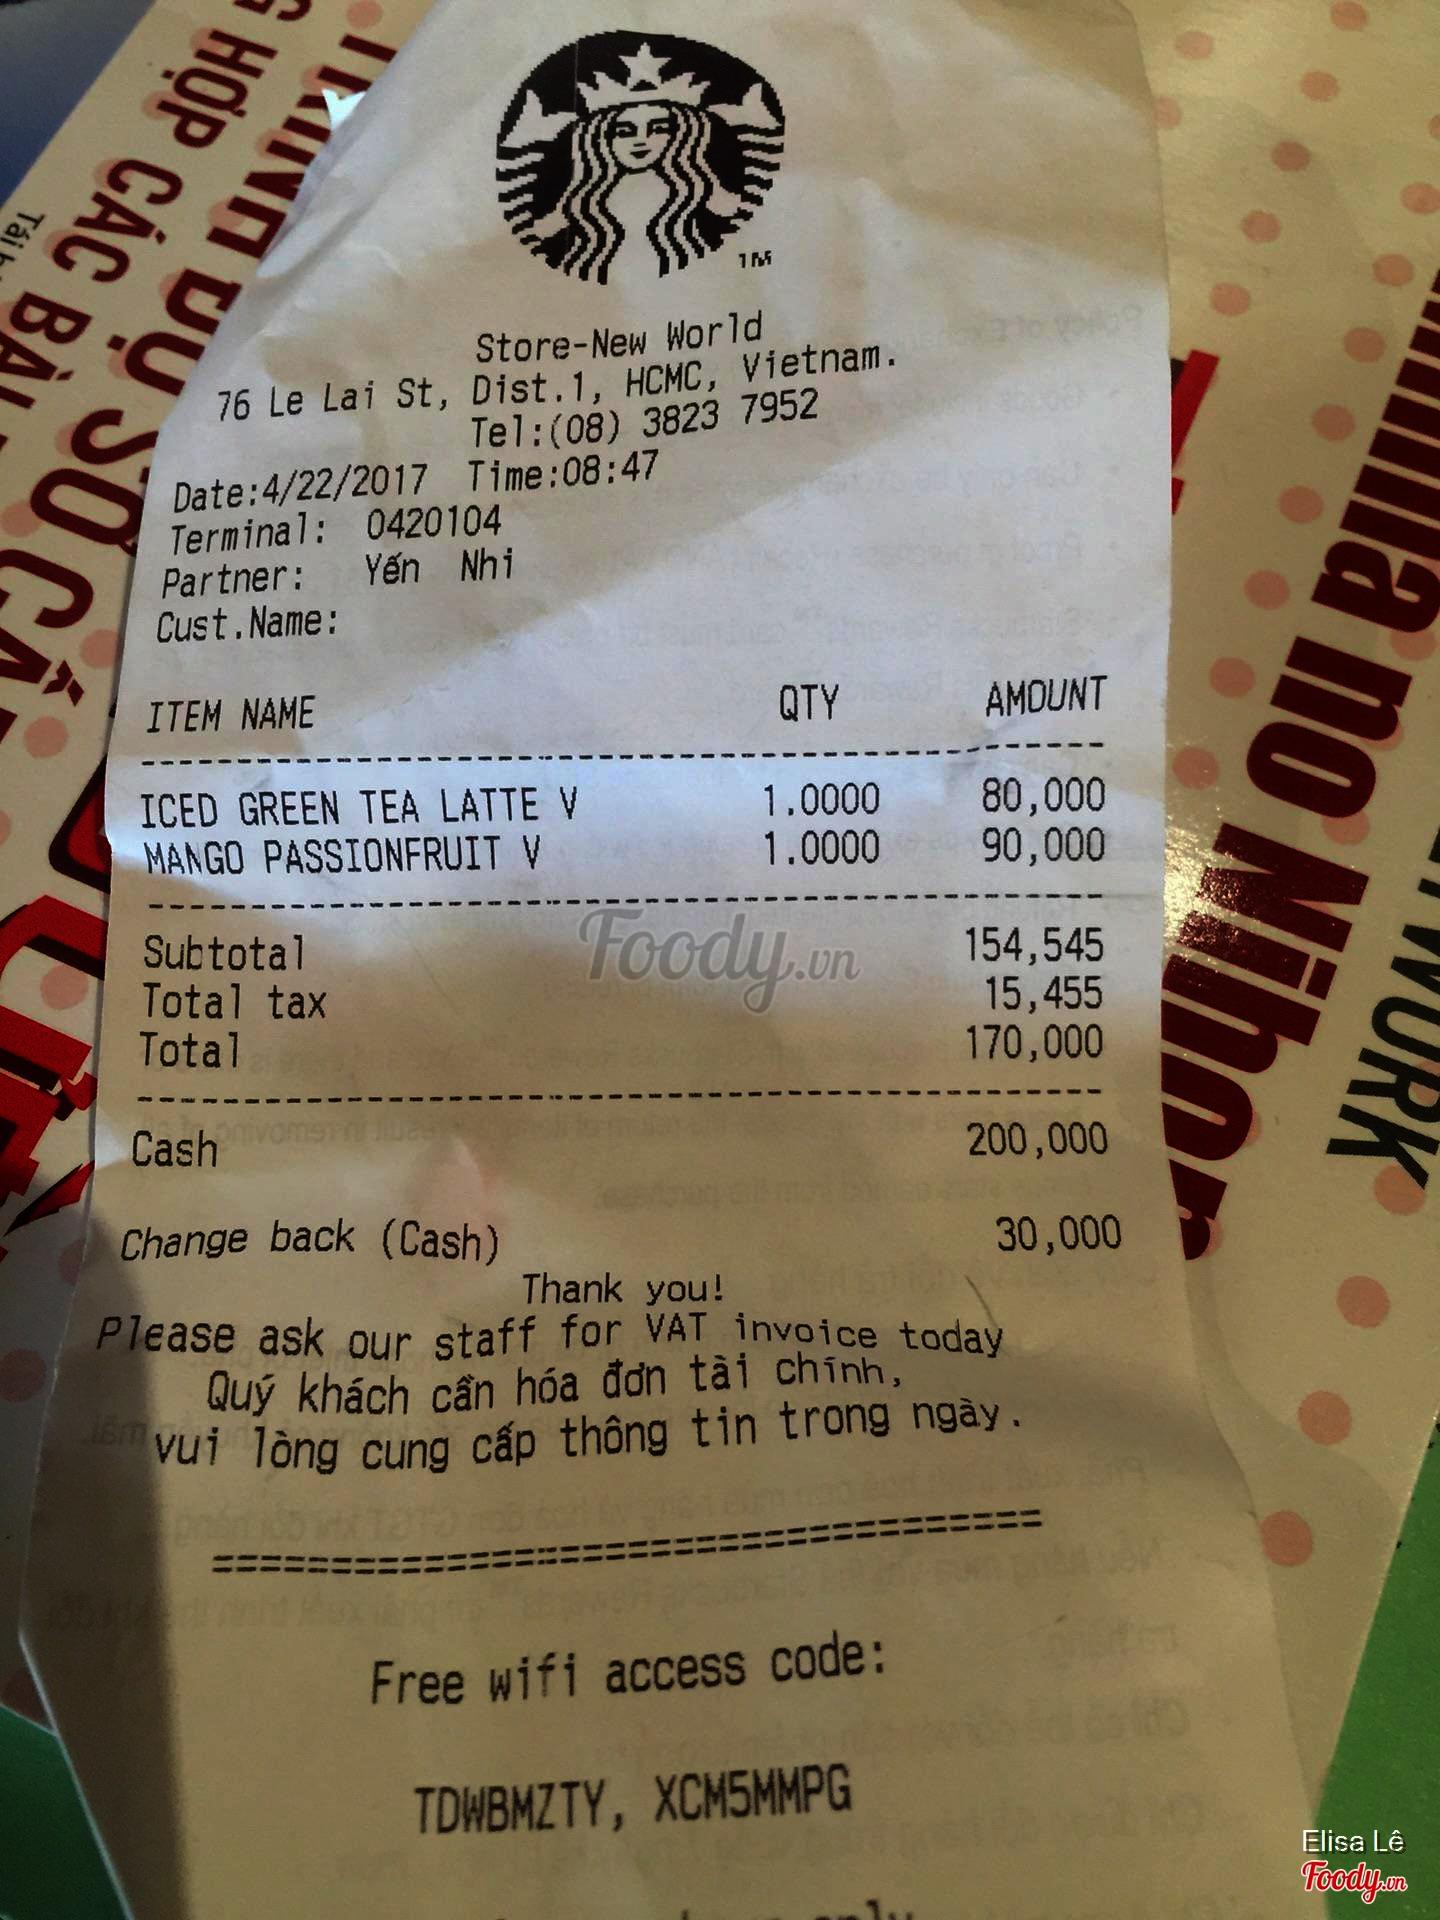 TM
Store-New World
76 Le Lai St, Dist.1, HCMC, Vietnam.
Tel:(08) 3823 7952
Date:4/22/2017 Time:08:47
Terminal: 0420104
Partner: Yến Nhi
Cust.Name:
ITEM NAME QTY AMOUNT
ICED GREEN TEA LATTE V 1.0000 80,000
MANGO PASSIONFRUIT V 1.0000 90,000
Subtotal 154,545
Total tax 15,455
Total 170,000
Cash 200,000
Change back (Cash) 30,000
Thank you!
Please ask our staff for VAT invoice today
Quý khách cần hóa đơn tài chính,
vui lòng cung cấp thông tin trong ngày.
Free wifi access code:
TDWBMZTY, XCM5MMPG
Foody.vn
Elisa Lê
Foody.vn
HỢP CÁC BÀI
no Nihon